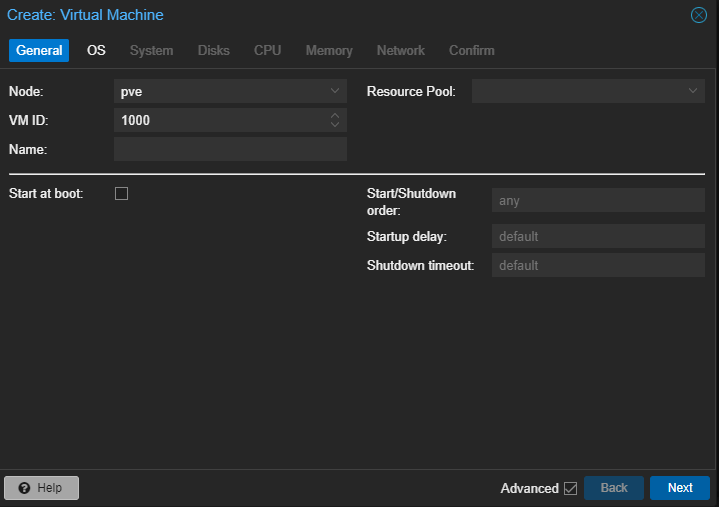 Create: Virtual Machine
General OS System Disks CPU Memory Network Confirm
Node: pve Resource Pool:
VM ID: 1000
Name:
Start at boot: Start/Shutdown order: any
Startup delay: default
Shutdown timeout: default
Help Advanced Back Next